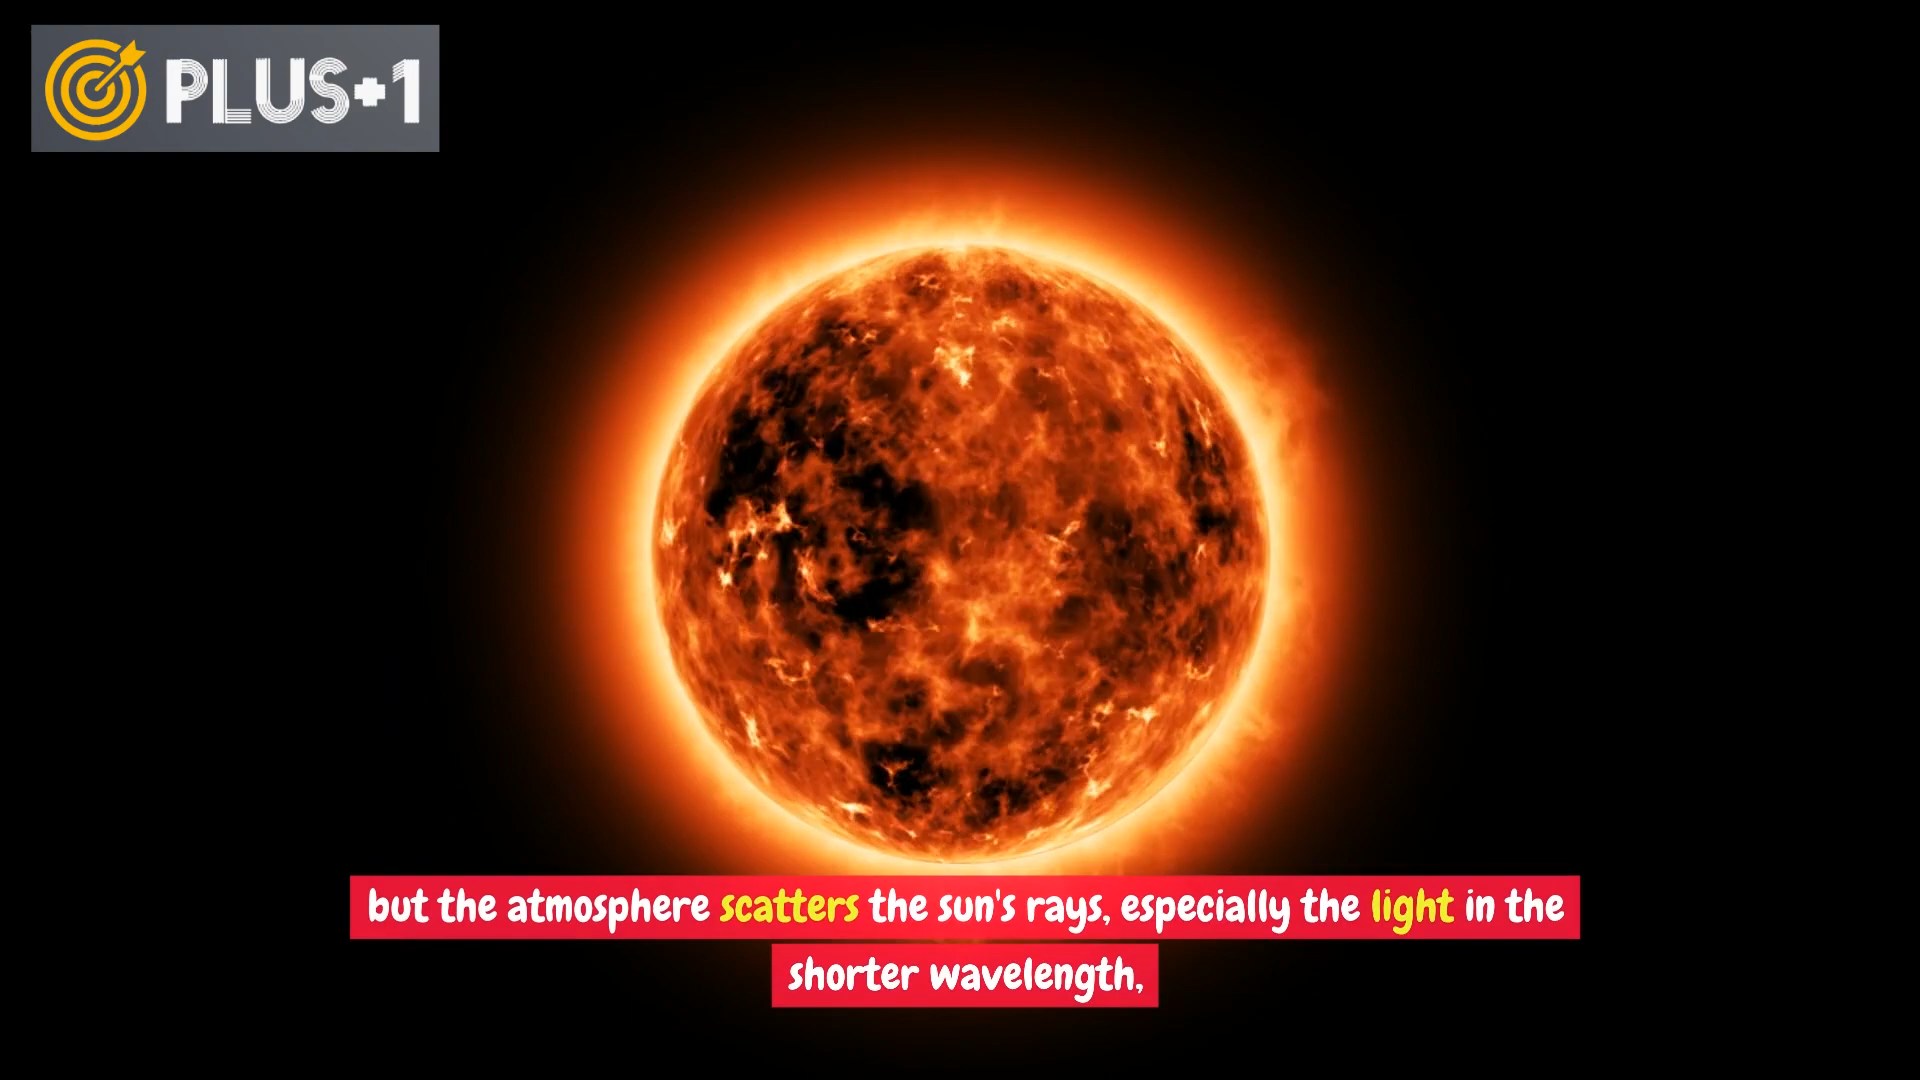 PLUS+1
but the atmosphere scatters the sun's rays, especially the light in the
shorter wavelength,